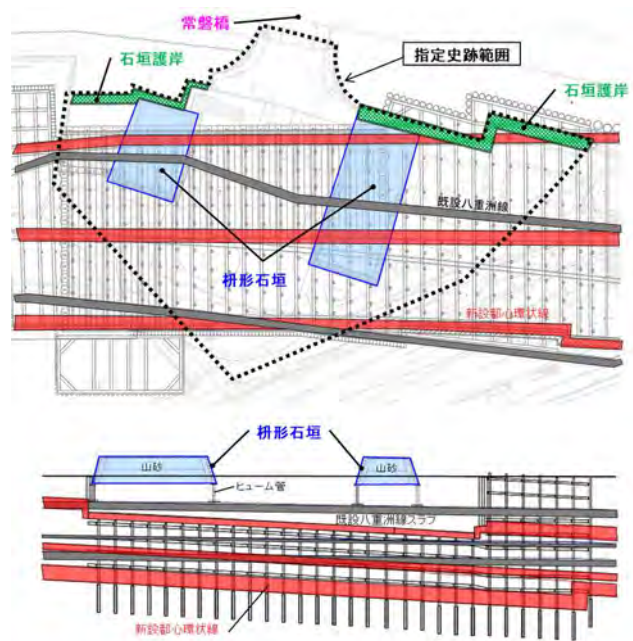 常磐橋
指定史跡範囲
石垣護岸
石垣護岸
既設八重洲線
枡形石垣
新設都心環状線
枡形石垣
山砂
山砂
ヒューム管
既設八重洲線スラブ
新設都心環状線